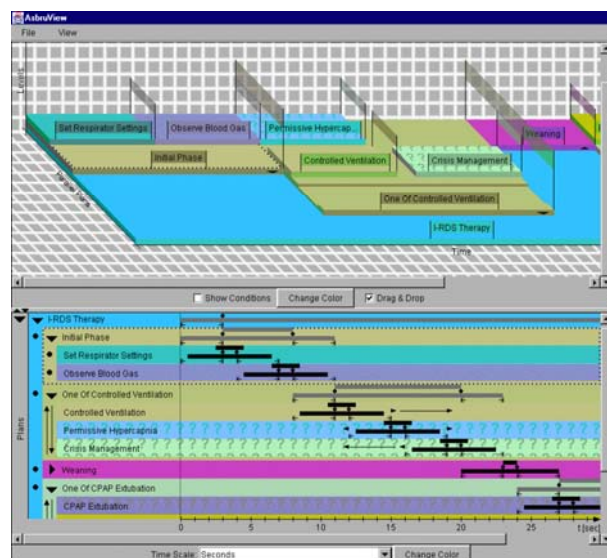 AsbruView
File View
Levels
Set Respirator Settings Observe Blood Gas Permissive Hypercap... Weaning
Initial Phase Controlled Ventilation Crisis Management
One Of Controlled Ventilation
I-RDS Therapy
Time
Show Conditions Change Color Drag & Drop
I-RDS Therapy
Initial Phase
Set Respirator Settings
Observe Blood Gas
One Of Controlled Ventilation
Controlled Ventilation
Permissive Hypercapnia
Crisis Management
Plans
Weaning
One Of CPAP Extubation
CPAP Extubation
0 5 10 15 20 25 t[sec]
Time Scale: Seconds Change Color